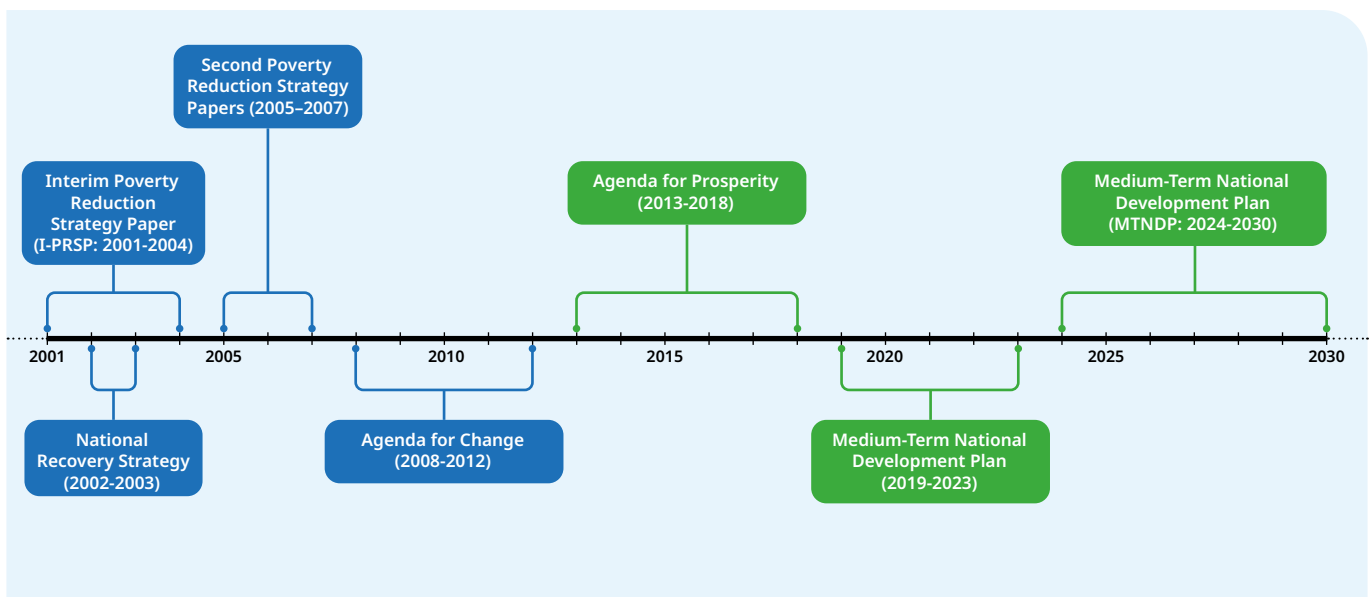 Second Poverty
Reduction Strategy
Papers (2005–2007)
Interim Poverty
Reduction
Strategy Paper
(I-PRSP: 2001-2004)
Agenda for Prosperity
(2013-2018)
Medium-Term National
Development Plan
(MTNDP: 2024-2030)
2001
2005
2010
2015
2020
2025
2030
National
Recovery Strategy
(2002-2003)
Agenda for Change
(2008-2012)
Medium-Term National
Development Plan
(2019-2023)